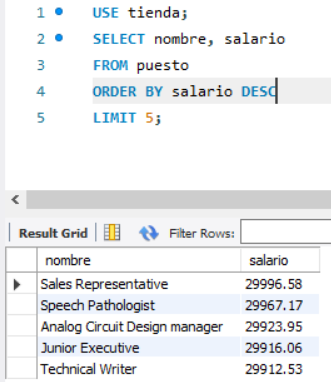 1 USE tienda;
2 SELECT nombre, salario
3 FROM puesto
4 ORDER BY salario DESC
5 LIMIT 5;
Result Grid Filter Rows:
nombre salario
Sales Representative 29996.58
Speech Pathologist 29967.17
Analog Circuit Design manager 29923.95
Junior Executive 29916.06
Technical Writer 29912.53